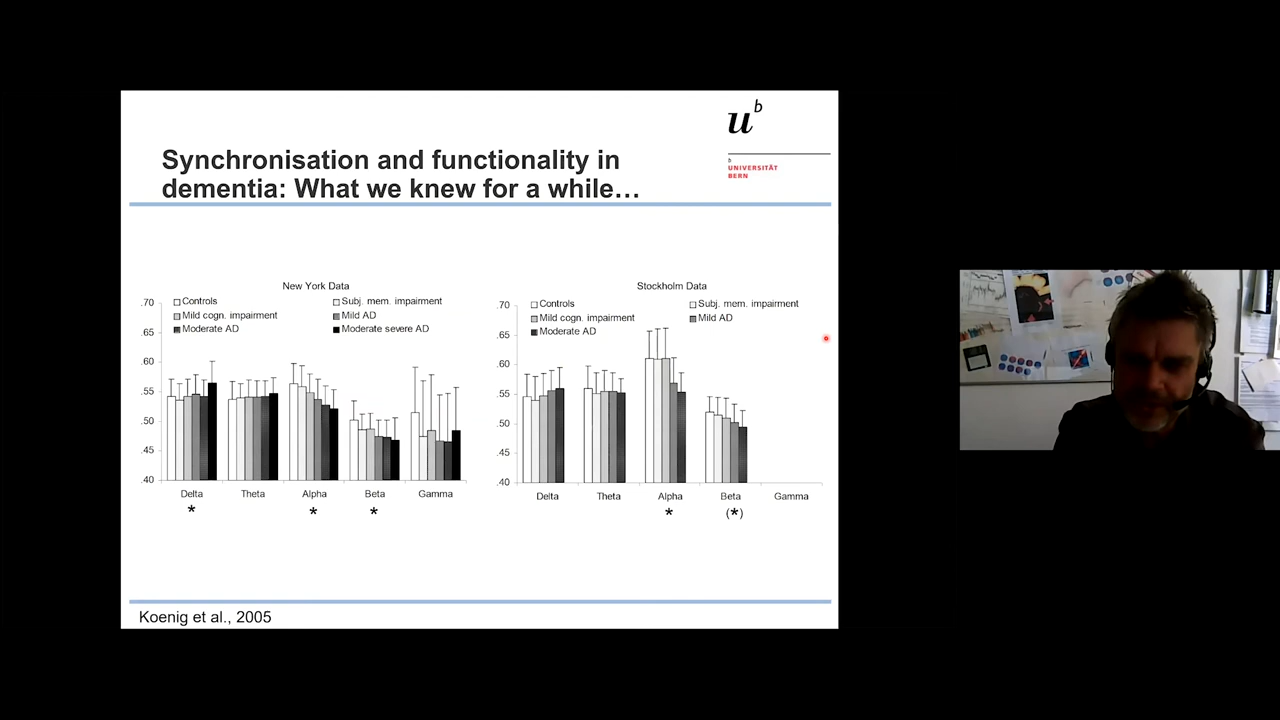 u^b
b
UNIVERSITÄT
BERN
Synchronisation and functionality in
dementia: What we knew for a while…
New York Data
Controls
Subj. mem. impairment
Mild cogn. impairment
Mild AD
Moderate AD
Moderate severe AD
.70
.65
.60
.55
.50
.45
.40
Delta Theta Alpha Beta Gamma
* * *
Stockholm Data
Controls
Subj. mem. impairment
Mild cogn. impairment
Mild AD
Moderate AD
.70
.65
.60
.55
.50
.45
.40
Delta Theta Alpha Beta Gamma
* (*)
Koenig et al., 2005